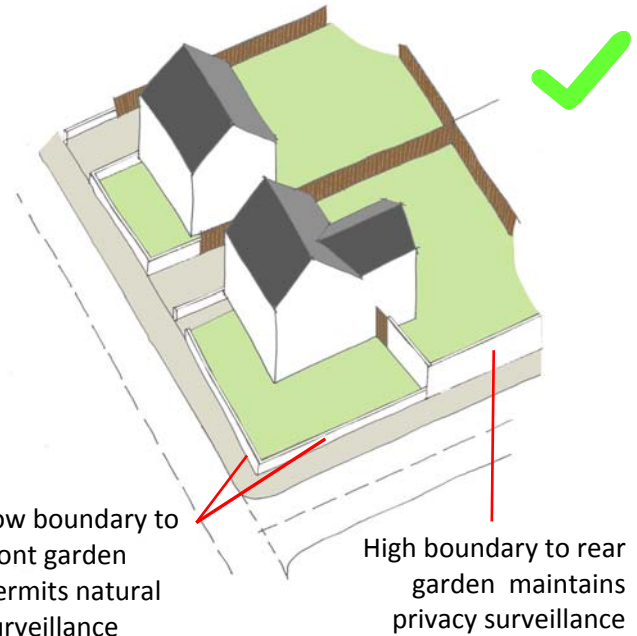 ow boundary to
ont garden
ermits natural
urveillance
High boundary to rear
garden maintains
privacy surveillance